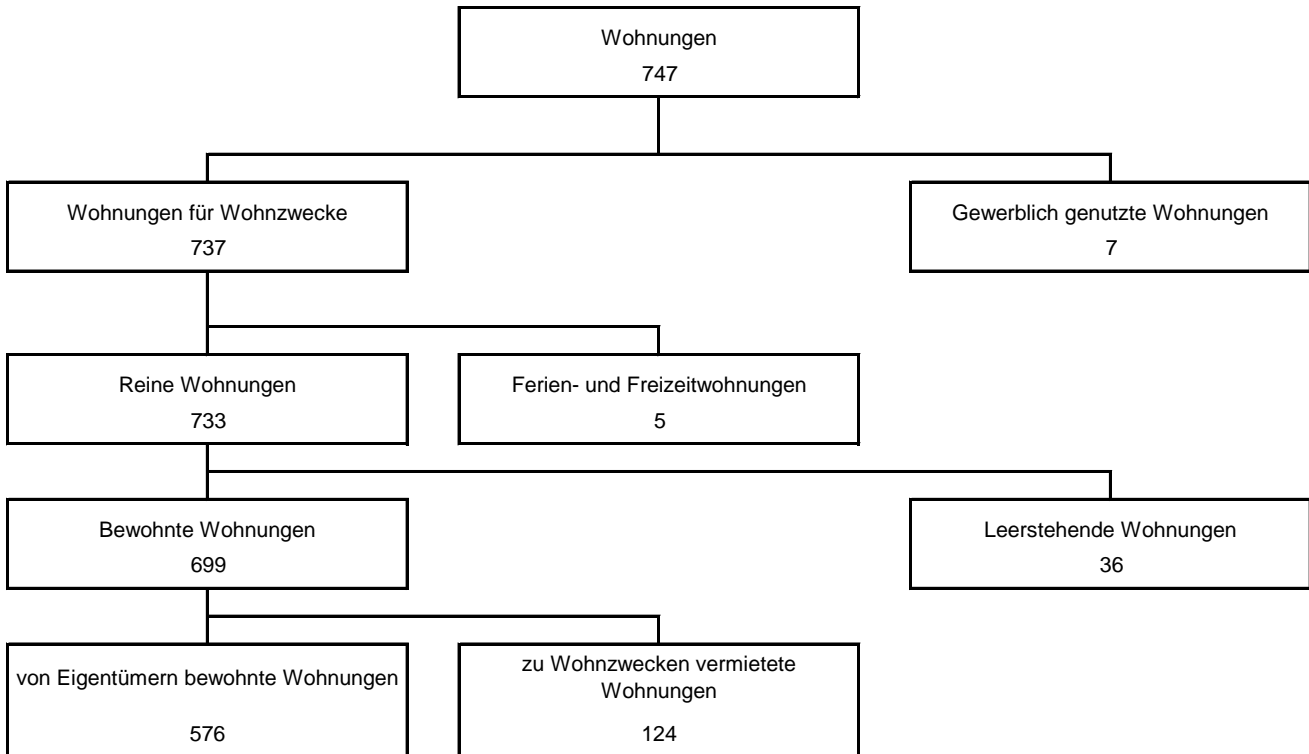 Wohnungen
747
Wohnungen für Wohnzwecke
737
Gewerblich genutzte Wohnungen
7
Reine Wohnungen
733
Ferien- und Freizeitwohnungen
5
Bewohnte Wohnungen
699
Leerstehende Wohnungen
36
von Eigentümern bewohnte Wohnungen
576
zu Wohnzwecken vermietete
Wohnungen
124